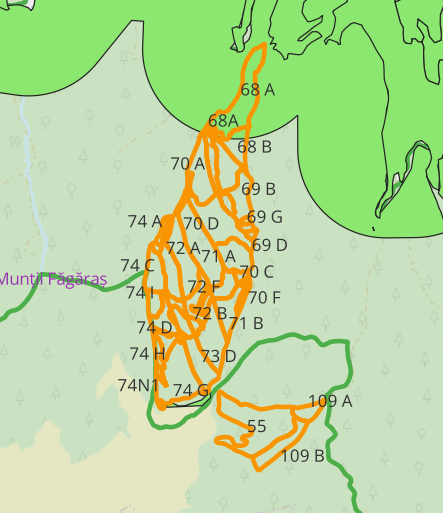 68 A
68A
68 B
70 A
69 B
69 G
74 A
70 D
69 D
72 A
71 A
74 C
70 C
Munții Făgăraș
72 F
74 I
70 F
72 B
71 B
74 D
74 H
73 D
74N1
74 G
109 A
55
109 B